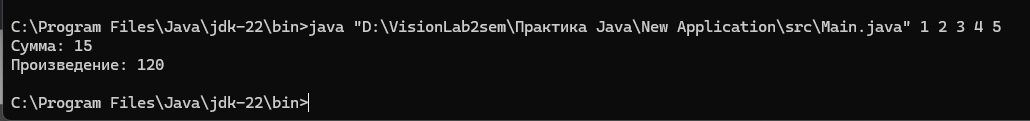 C:\Program Files\Java\jdk-22\bin>java "D:\VisionLab2sem\Практика Java\New Application\src\Main.java" 1 2 3 4 5
Сумма: 15
Произведение: 120
C:\Program Files\Java\jdk-22\bin>